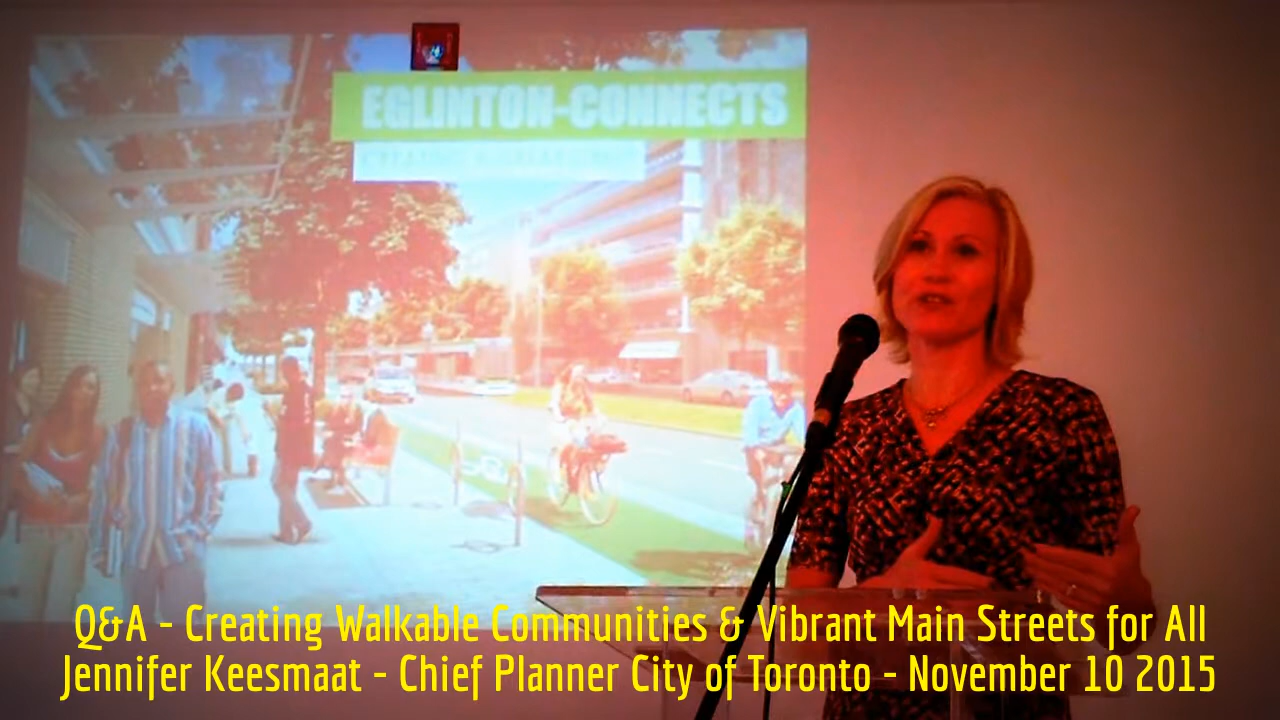 EGLINTON-CONNECTS
Q&A - Creating Walkable Communities & Vibrant Main Streets for All
Jennifer Keesmaat - Chief Planner City of Toronto - November 10 2015